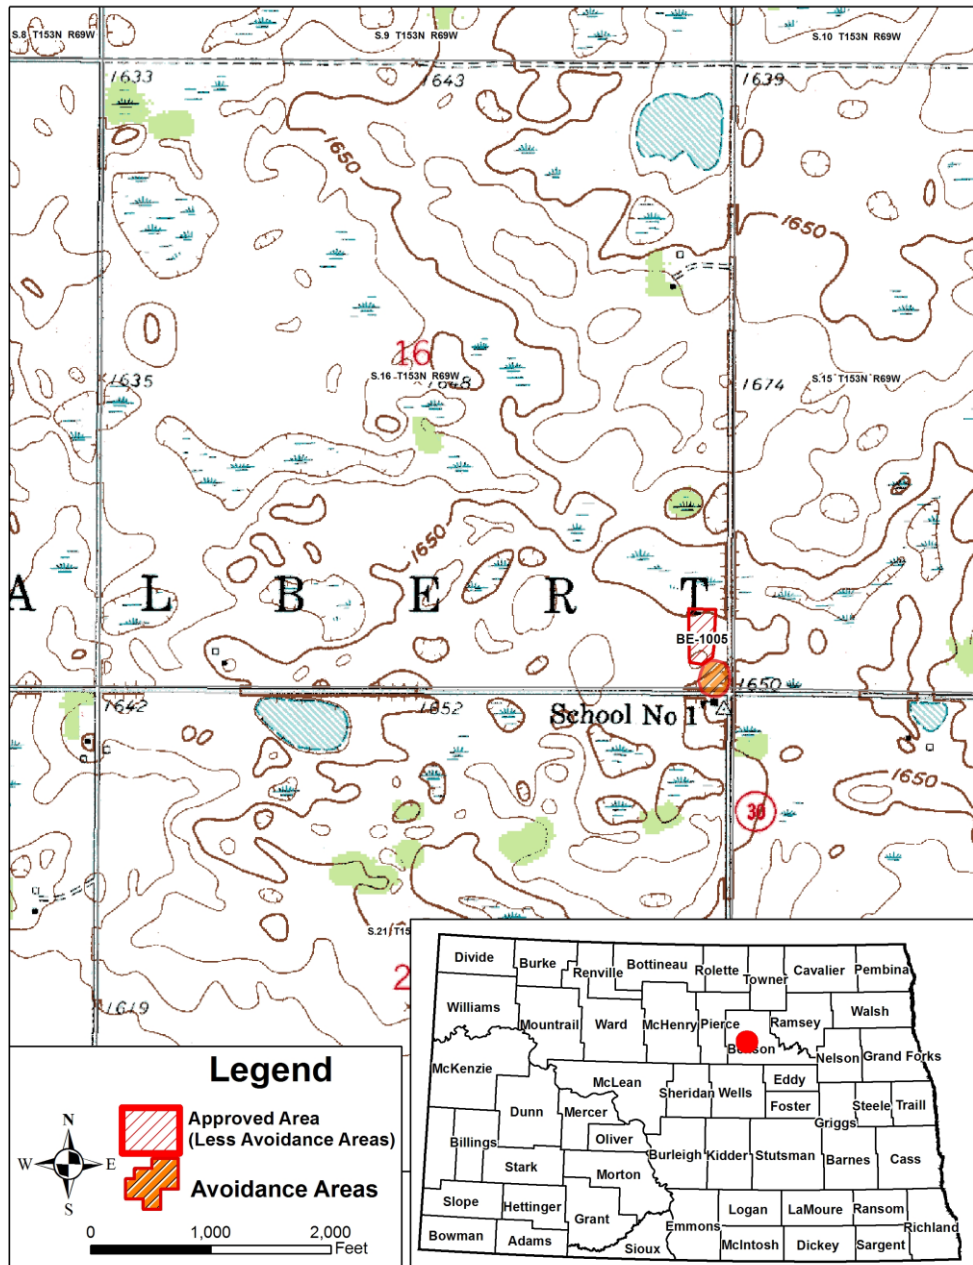 S.8 T153N R69W
S.9 T153N R69W
S.10 T153N R69W
1633
1643
1639
1650
1650
16
S.16 T153N R69W
1648
1635
1674
S.15 T153N R69W
1650
A L B E R T
BE-1005
1650
1642
1652
School No 1
1650
30
S.21 T15
2
1619
Legend
Approved Area
(Less Avoidance Areas)
Avoidance Areas
N
W E
S
0 1,000 2,000
Feet
Divide
Burke
Renville
Bottineau
Rolette
Towner
Cavalier
Pembina
Williams
Mountrail
Ward
McHenry
Pierce
Ramsey
Walsh
Benson
Nelson
Grand Forks
McKenzie
McLean
Sheridan
Wells
Eddy
Foster
Griggs
Steele
Traill
Dunn
Mercer
Oliver
Billings
Burleigh
Kidder
Stutsman
Barnes
Cass
Stark
Morton
Slope
Hettinger
Grant
Emmons
Logan
LaMoure
Ransom
Richland
Bowman
Adams
Sioux
McIntosh
Dickey
Sargent